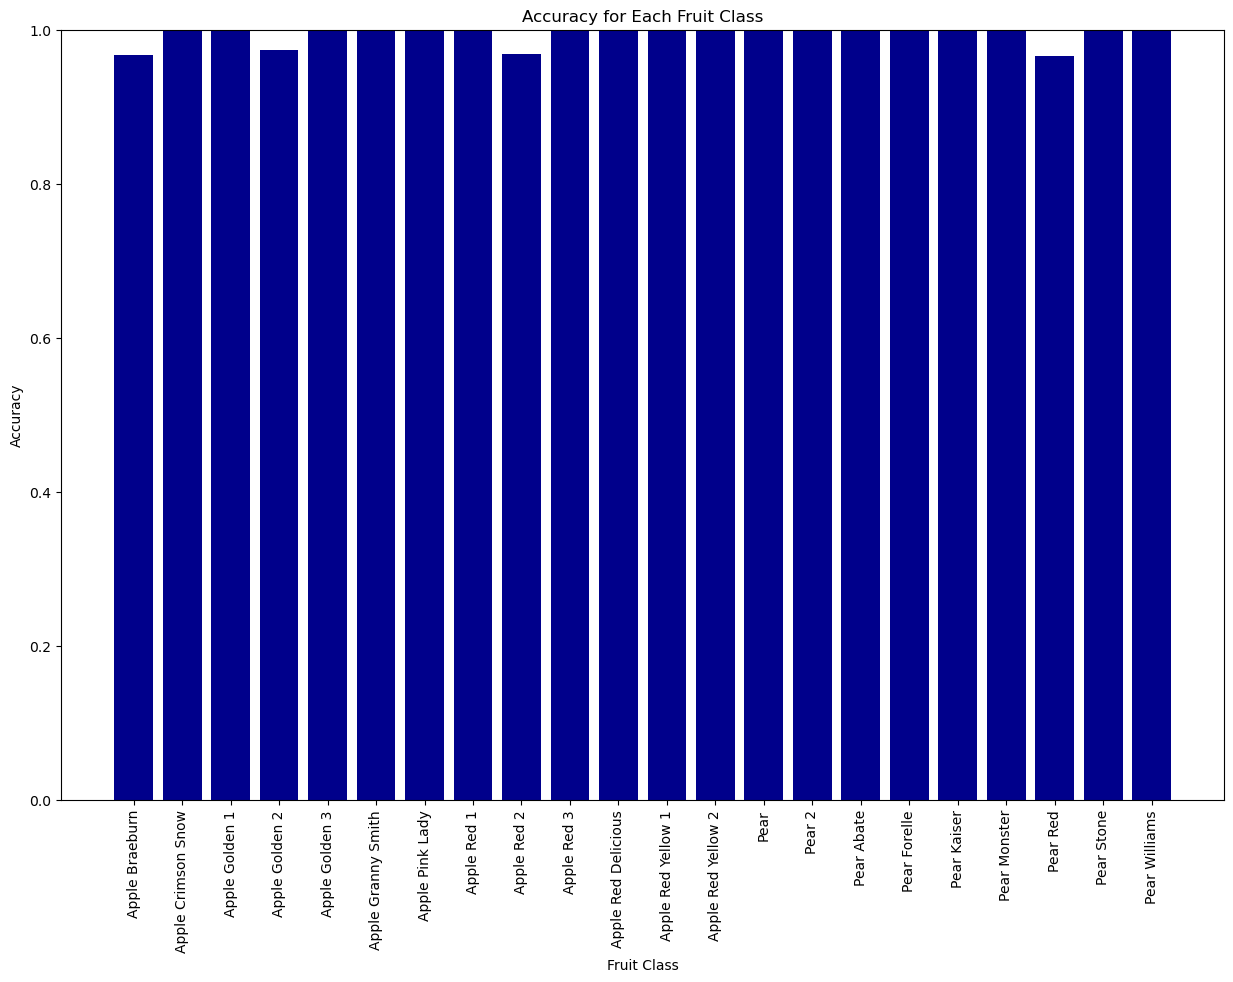 Accuracy for Each Fruit Class
1.0
0.8
0.6
0.4
0.2
0.0
Accuracy
Apple Braeburn
Apple Crimson Snow
Apple Golden 1
Apple Golden 2
Apple Golden 3
Apple Granny Smith
Apple Pink Lady
Apple Red 1
Apple Red 2
Apple Red 3
Apple Red Delicious
Apple Red Yellow 1
Apple Red Yellow 2
Pear
Pear 2
Pear Abate
Pear Forelle
Pear Kaiser
Pear Monster
Pear Red
Pear Stone
Pear Williams
Fruit Class